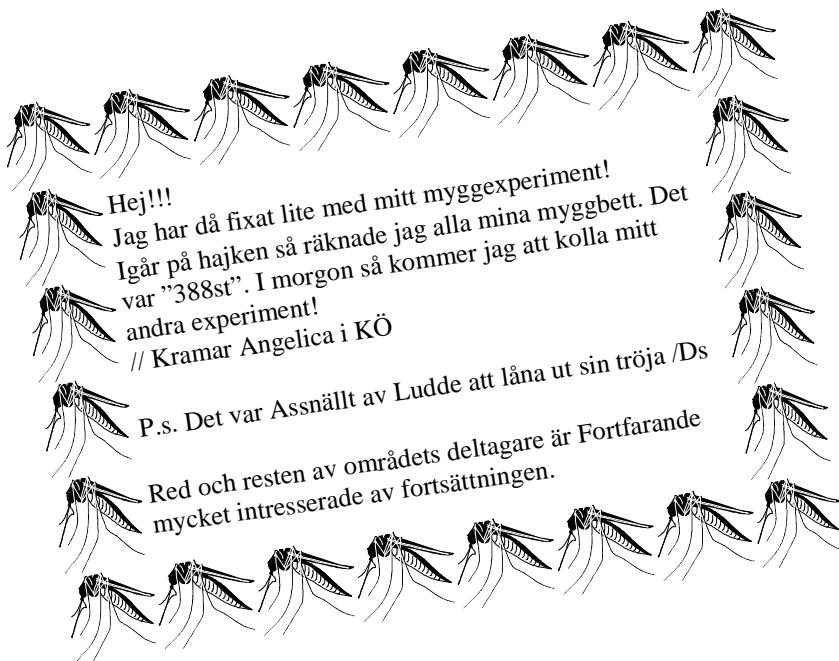 Hej!!!
Jag har då fixat lite med mitt myggexperiment!
Igår på hajken så räknade jag alla mina myggbett. Det
var ”388st”. I morgon så kommer jag att kolla mitt
andra experiment!
// Kramar Angelica i KÖ
P.s. Det var Assnällt av Ludde att låna ut sin tröja /Ds
Red och resten av områdets deltagare är Fortfarande
mycket intresserade av fortsättningen.